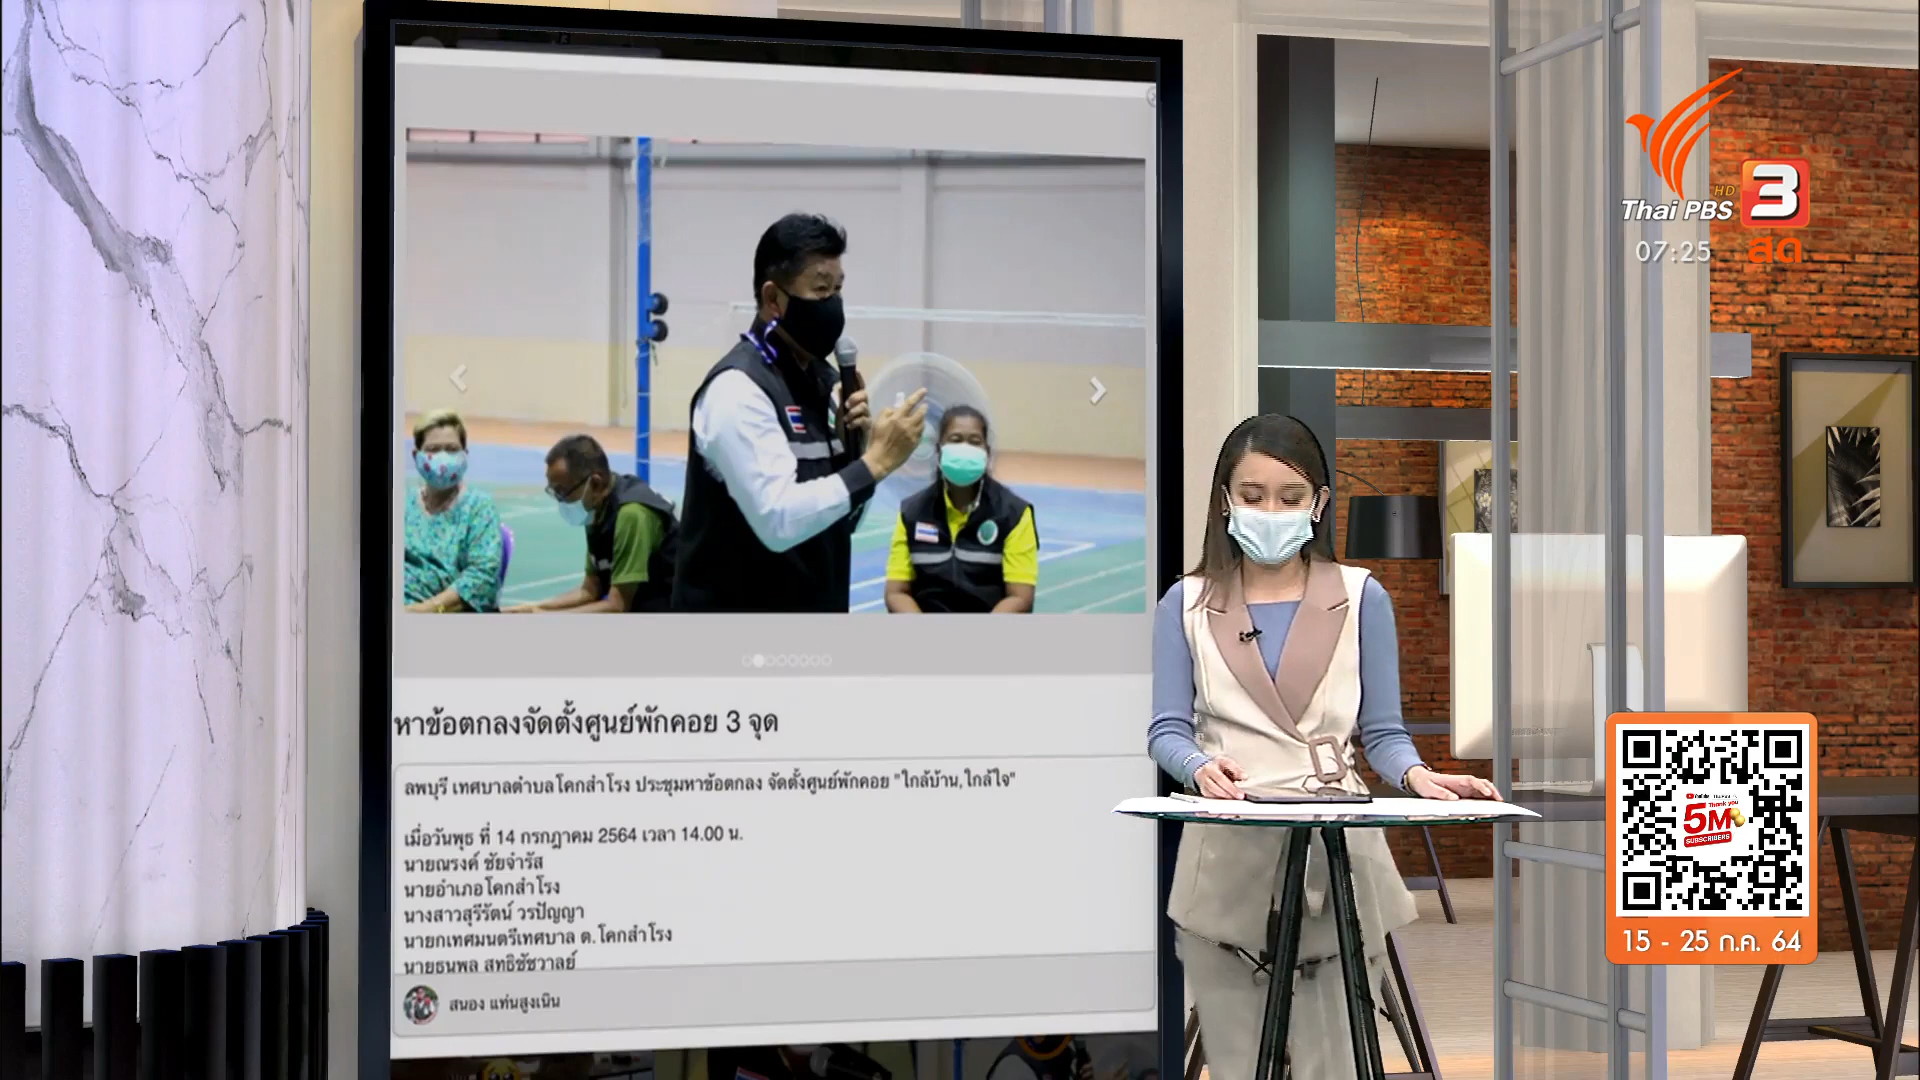 หาข้อตกลงจัดตั้งศูนย์พักคอย 3 จุด
ลพบุรี เทศบาลตำบลโคกสำโรง ประชุมหาข้อตกลง จัดตั้งศูนย์พักคอย "ใกล้บ้าน,ใกล้ใจ"
เมื่อวันพุธ ที่ 14 กรกฎาคม 2564 เวลา 14.00 น.
นายณรงค์ ชัยจำรัส
นายอำเภอโคกสำโรง
นางสาวสุรีรัตน์ วรปัญญา
นายกเทศมนตรีเทศบาล ต.โคกสำโรง
นายธนพล สุทธิชัชวาลย์
สนอง แท่นสูงเนิน
Thai PBS HD 3
07:25 สด
Thank you
5M
SUBSCRIBERS
15 - 25 ก.ค. 64